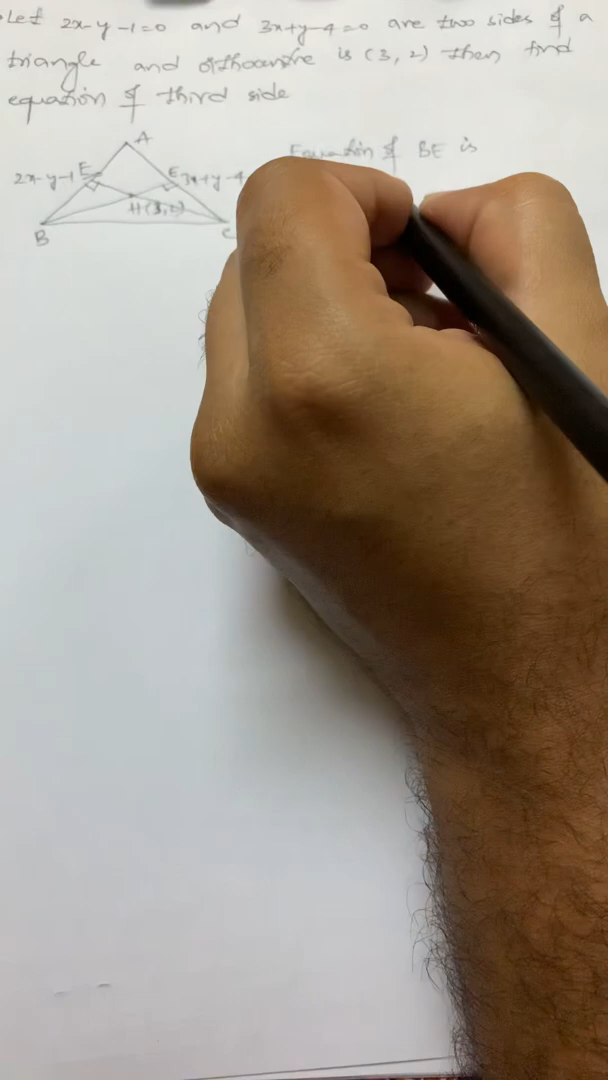 Let 2x-y-1=0 and 3x+y-4=0 are two sides of a
triangle and orthocentre is (3,2) then find
equation of third side
A
Equation of BE is
2x-y-1 E E 3x+y-4
H(3,2)
B C